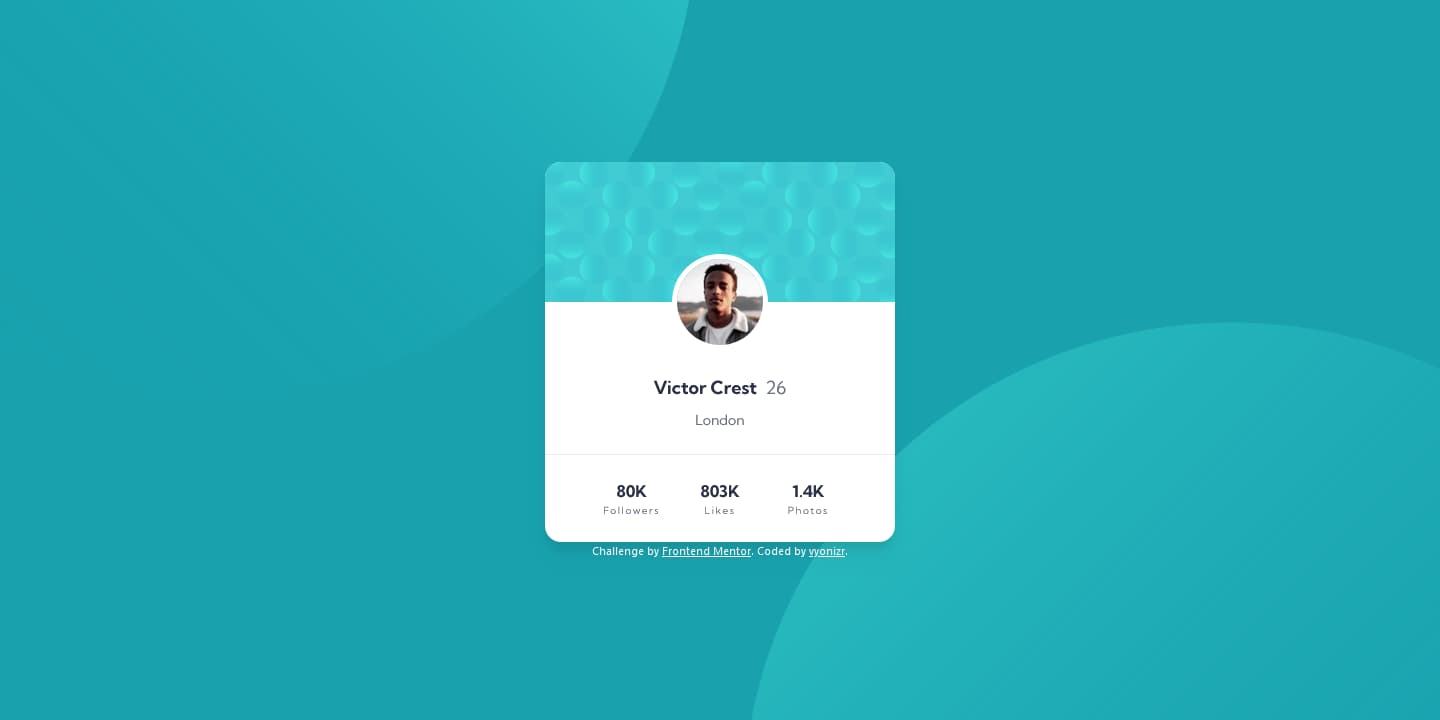 Victor Crest 26
London
80K 803K 1.4K
Followers Likes Photos
Challenge by Frontend Mentor. Coded by vyonizr.